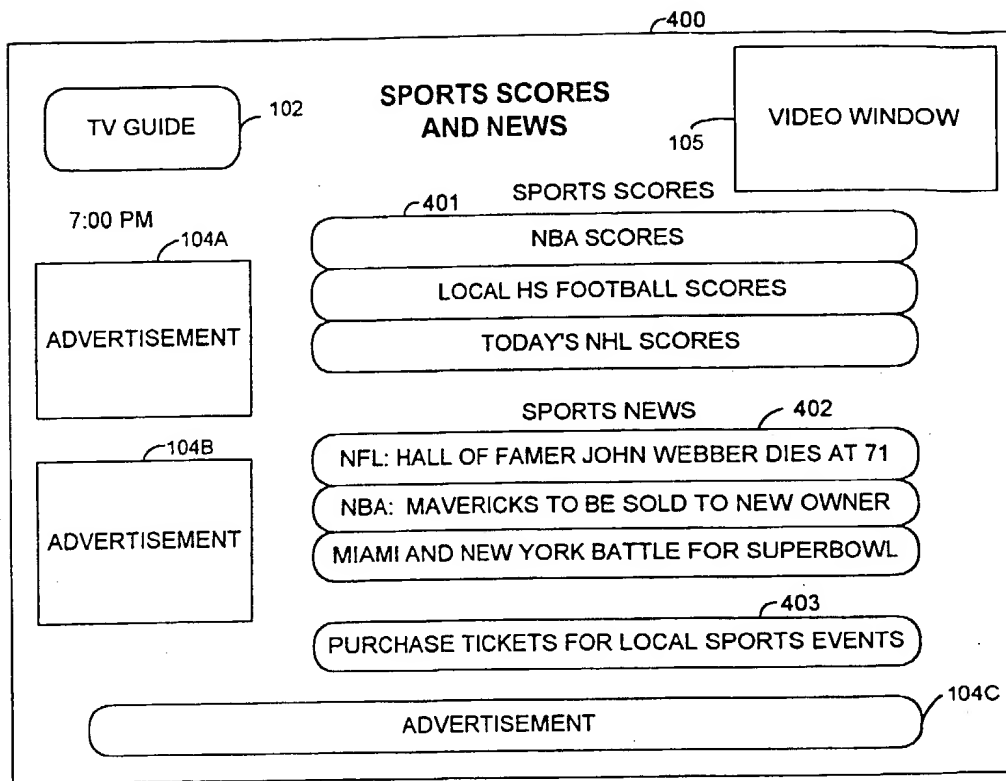 400
TV GUIDE
102
SPORTS SCORES
AND NEWS
105
VIDEO WINDOW
7:00 PM
SPORTS SCORES
401
NBA SCORES
LOCAL HS FOOTBALL SCORES
TODAY'S NHL SCORES
104A
ADVERTISEMENT
SPORTS NEWS
402
NFL: HALL OF FAMER JOHN WEBBER DIES AT 71
NBA: MAVERICKS TO BE SOLD TO NEW OWNER
MIAMI AND NEW YORK BATTLE FOR SUPERBOWL
104B
ADVERTISEMENT
403
PURCHASE TICKETS FOR LOCAL SPORTS EVENTS
ADVERTISEMENT
104C